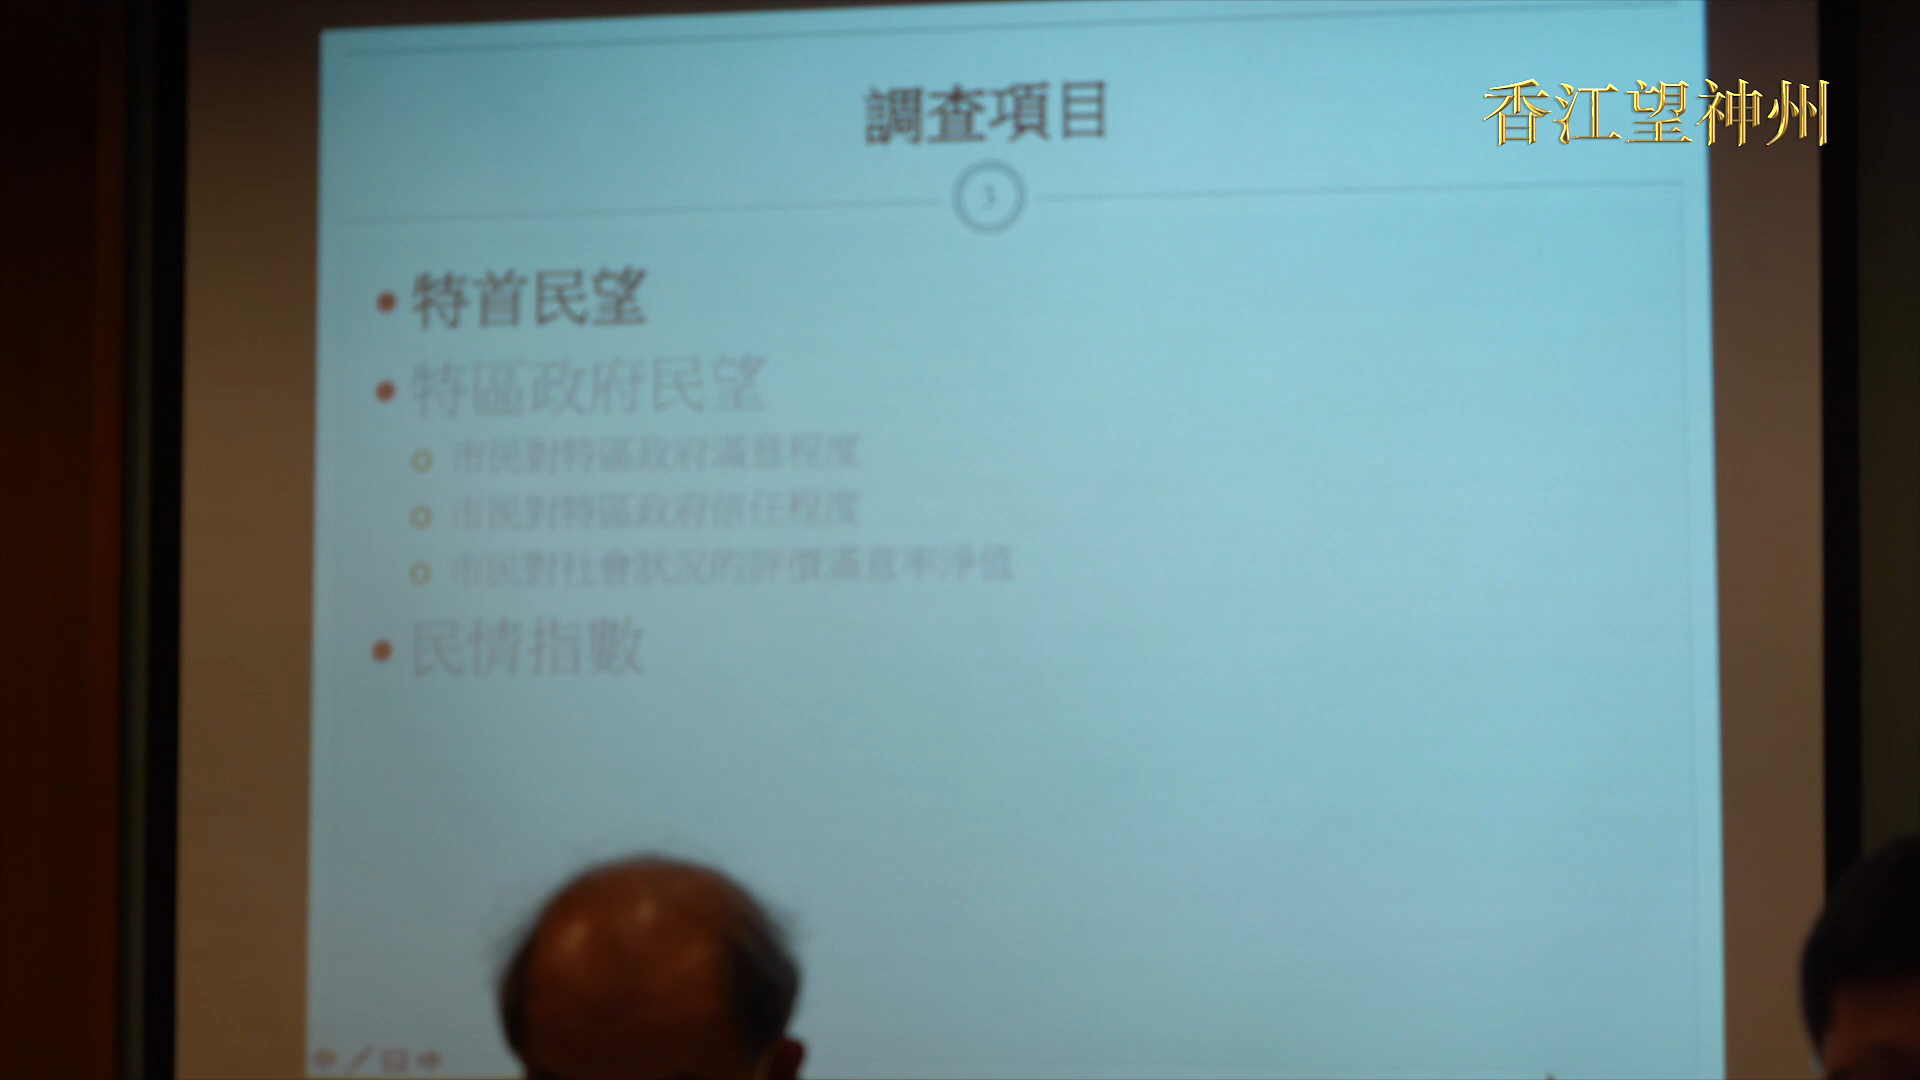 調查項目
香江望神州
3
特首民望
特區政府民望
市民對特區政府滿意程度
市民對特區政府信任程度
市民對社會狀況的評價滿意率淨值
民情指數